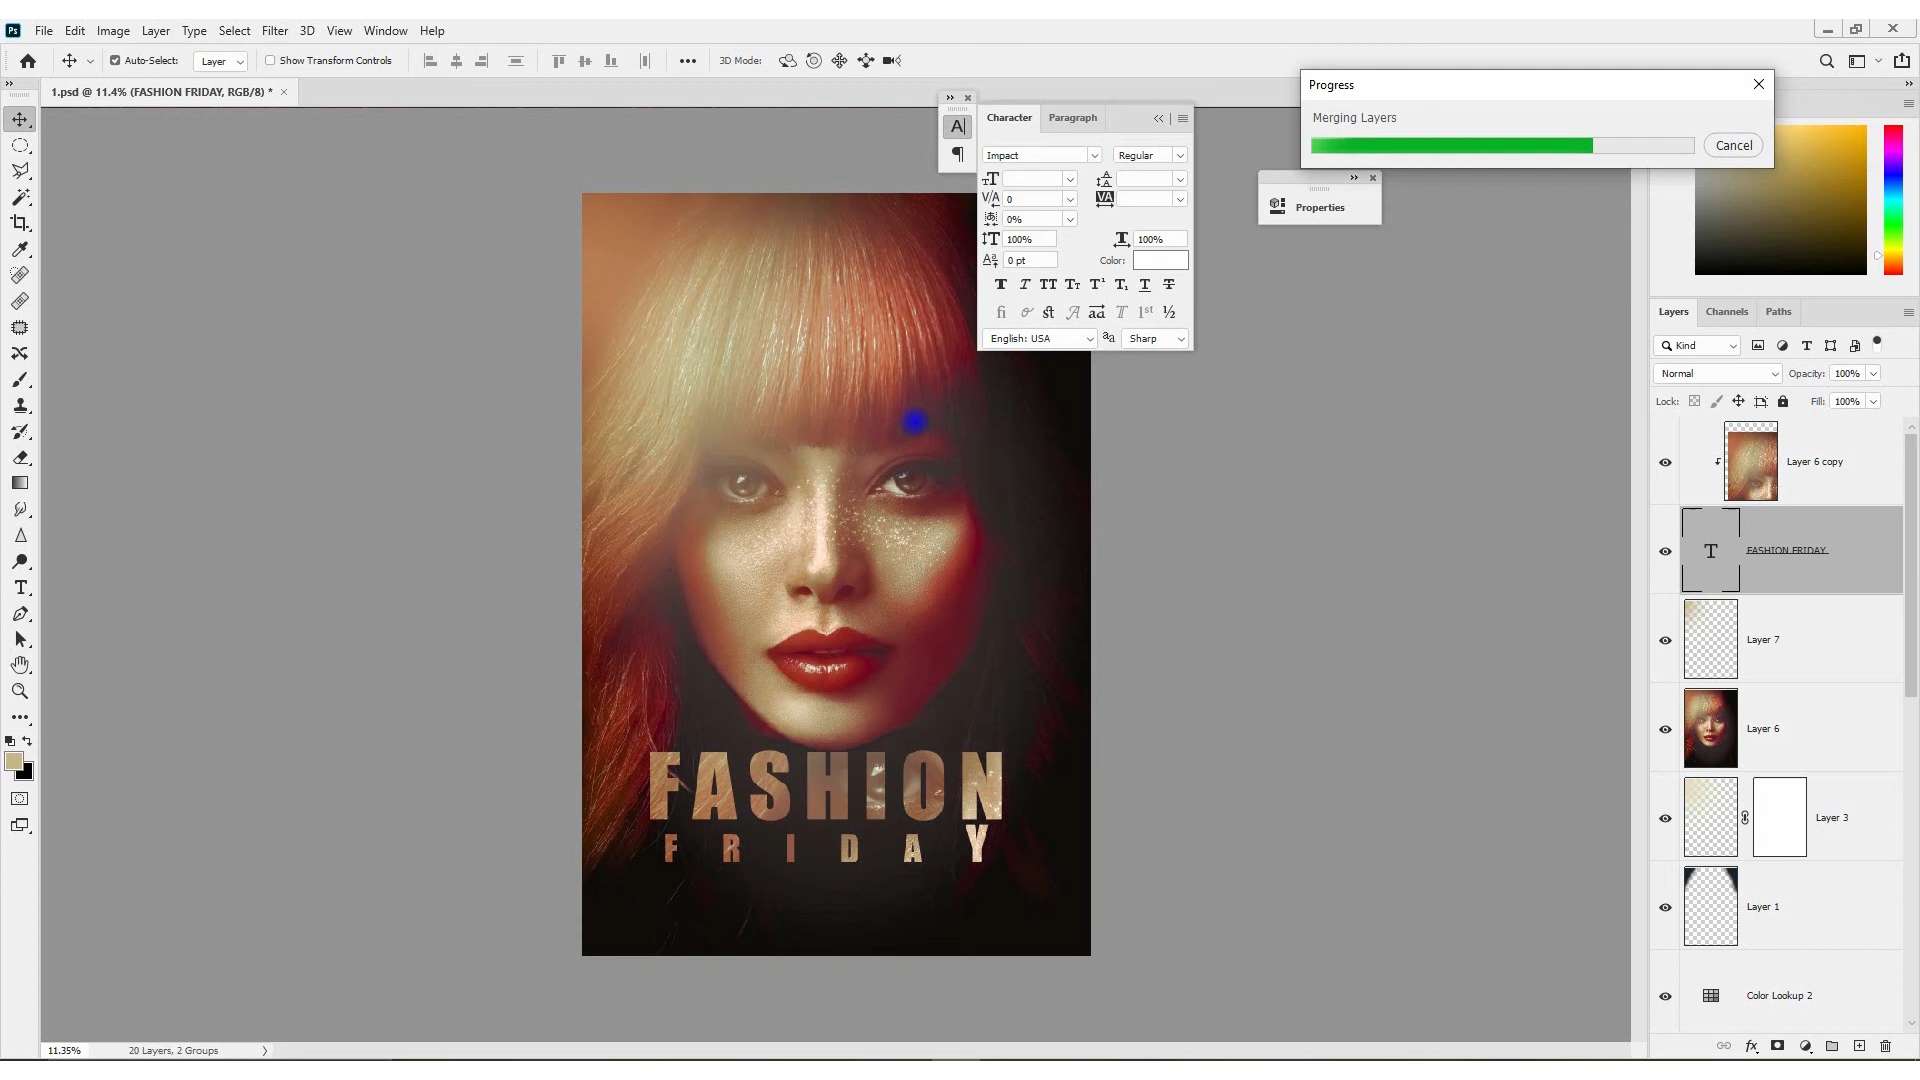 Ps File Edit Image Layer Type Select Filter 3D View Window Help
Auto-Select: Layer Show Transform Controls 3D Mode:
1.psd @ 11.4% (FASHION FRIDAY, RGB/8) *
Progress
Merging Layers
Cancel
Character Paragraph
Impact Regular
0
0%
100% 100%
0 pt Color:
English: USA Sharp
Properties
FASHION
FRIDAY
Layers Channels Paths
Kind
Normal Opacity: 100%
Lock: Fill: 100%
Layer 6 copy
FASHION FRIDAY
Layer 7
Layer 6
Layer 3
Layer 1
Color Lookup 2
11.35% 20 Layers, 2 Groups